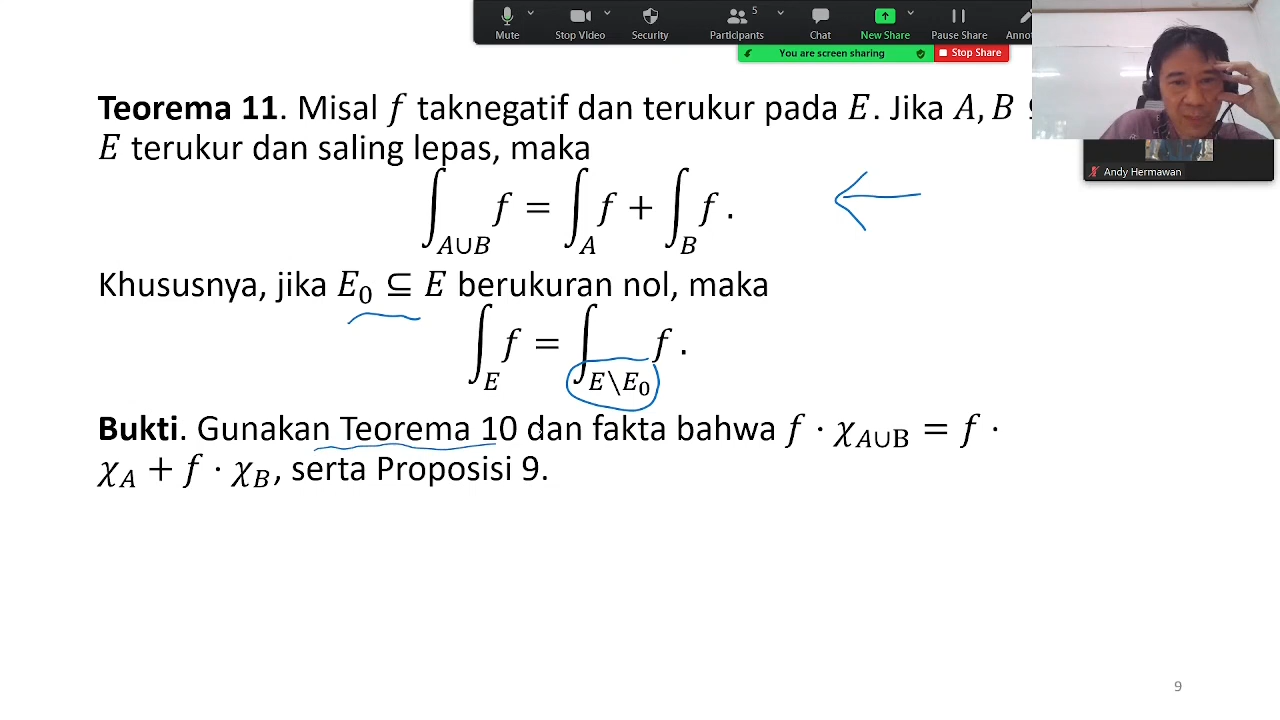 Mute
Stop Video
Security
Participants
5
Chat
New Share
Pause Share
You are screen sharing
Stop Share
Andy Hermawan
Teorema 11. Misal f taknegatif dan terukur pada E. Jika A, B
E terukur dan saling lepas, maka
∫_{A∪B} f = ∫_A f + ∫_B f .
Khususnya, jika E₀ ⊆ E berukuran nol, maka
∫_E f = ∫_{E\E₀} f .
Bukti. Gunakan Teorema 10 dan fakta bahwa f · χ_{A∪B} = f ·
χ_A + f · χ_B, serta Proposisi 9.
9